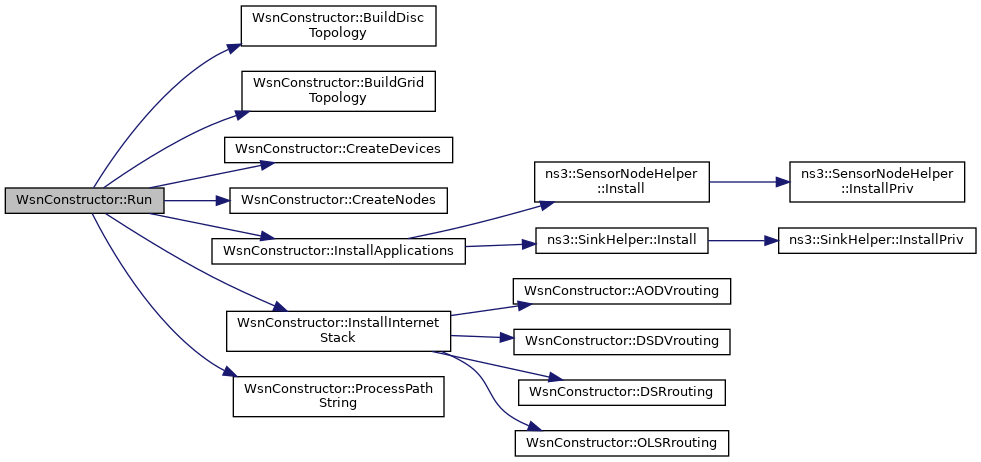 WsnConstructor::Run
WsnConstructor::BuildDisc
Topology
WsnConstructor::BuildGrid
Topology
WsnConstructor::CreateDevices
WsnConstructor::CreateNodes
WsnConstructor::InstallApplications
WsnConstructor::InstallInternet
Stack
WsnConstructor::ProcessPath
String
ns3::SensorNodeHelper
::Install
ns3::SinkHelper::Install
WsnConstructor::AODVrouting
WsnConstructor::DSDVrouting
WsnConstructor::DSRrouting
WsnConstructor::OLSRrouting
ns3::SensorNodeHelper
::InstallPriv
ns3::SinkHelper::InstallPriv